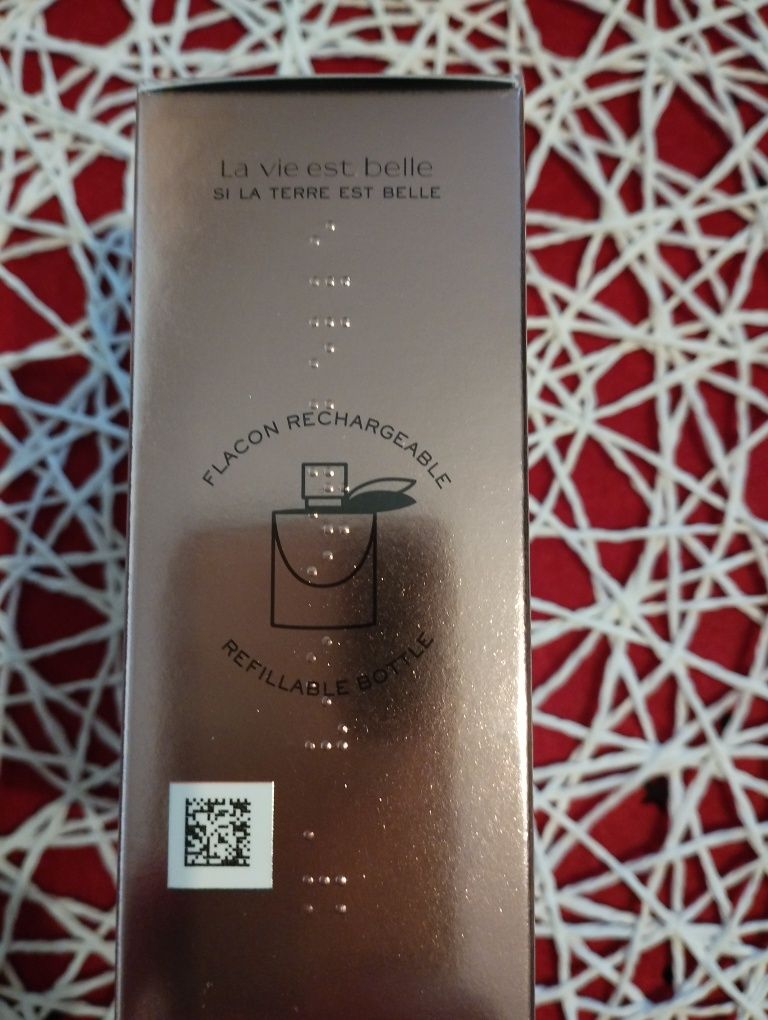 La vie est belle
SI LA TERRE EST BELLE
FLACON RECHARGEABLE
REFILLABLE BOTTLE